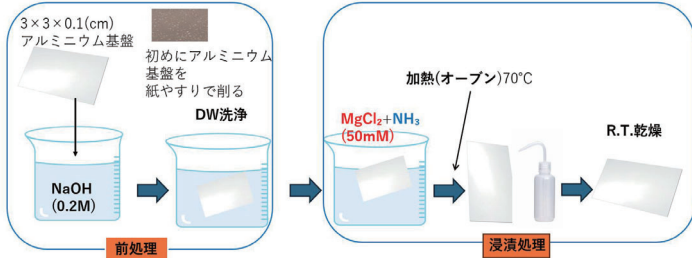 3×3×0.1(cm)
アルミニウム基盤
初めにアルミニウム
基盤を
紙やすりで削る
DW洗浄
NaOH
(0.2M)
前処理
加熱(オーブン)70°C
MgCl₂+NH₃
(50mM)
R.T.乾燥
浸漬処理